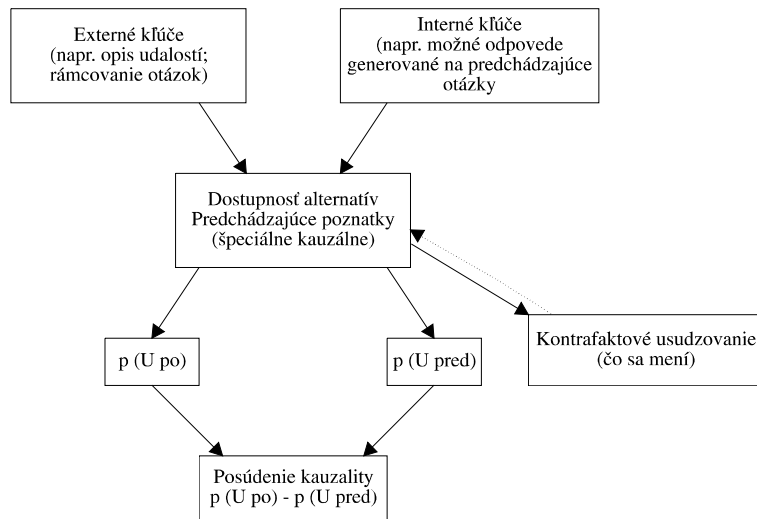 Externé kľúče
(napr. opis udalostí;
rámcovanie otázok)
Interné kľúče
(napr. možné odpovede
generované na predchádzajúce
otázky
Dostupnosť alternatív
Predchádzajúce poznatky
(špeciálne kauzálne)
p (U po)
p (U pred)
Kontrafaktové usudzovanie
(čo sa mení)
Posúdenie kauzality
p (U po) - p (U pred)